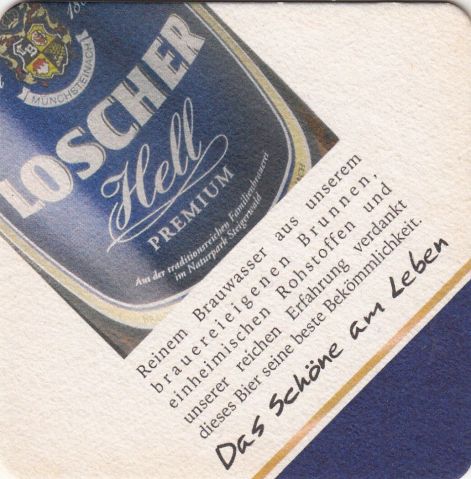 18
MÜNCHSTEINACH
LOSCHER
Hell
PREMIUM
Aus der traditionsreichen Familienbrauerei
im Naturpark Steigerwald
Reinem Brauwasser aus unserem
brauereieigenen Brunnen,
einheimischen Rohstoffen und
unserer reichen Erfahrung verdankt
dieses Bier seine beste Bekömmlichkeit.
Das Schöne am Leben